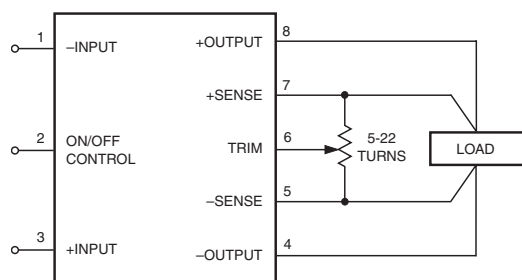 1
–INPUT
+OUTPUT
8
+SENSE
7
2
ON/OFF
CONTROL
TRIM
6
5-22
TURNS
LOAD
–SENSE
5
3
+INPUT
–OUTPUT
4